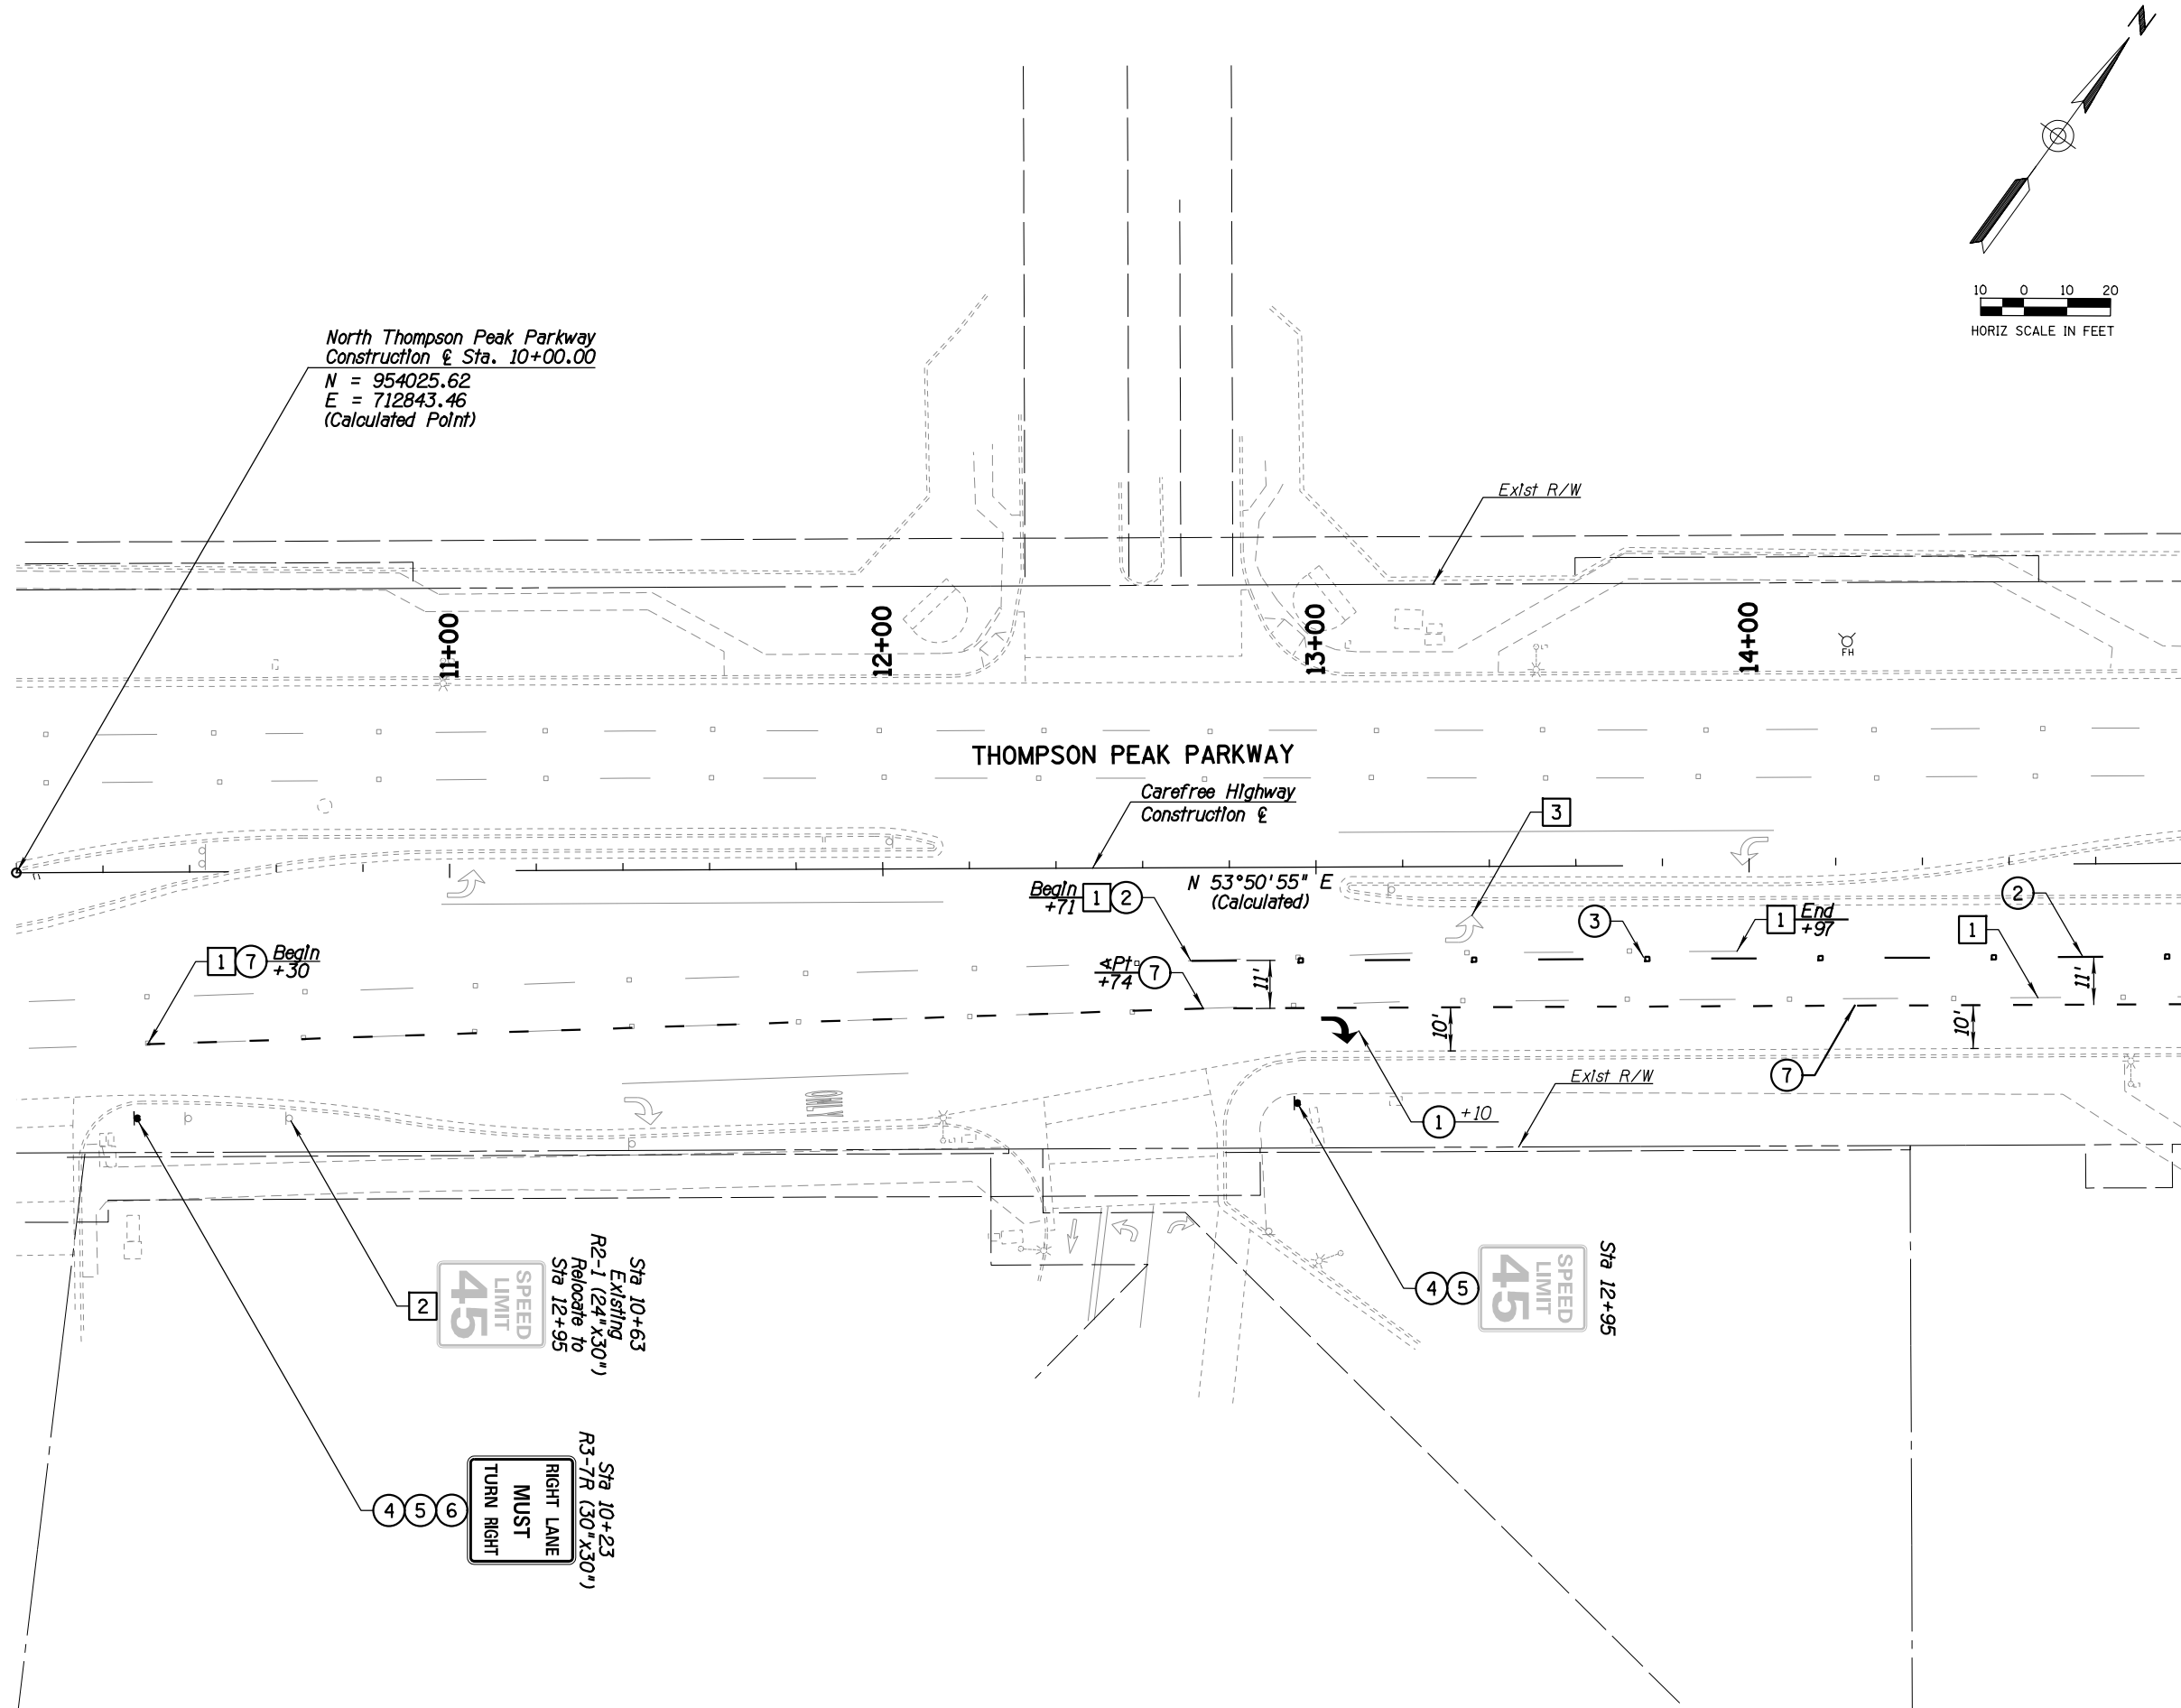 N
10 0 10 20
HORIZ SCALE IN FEET
North Thompson Peak Parkway
Construction ℄ Sta. 10+00.00
N = 954025.62
E = 712843.46
(Calculated Point)
Exist R/W
11+00
12+00
13+00
14+00
FH
THOMPSON PEAK PARKWAY
Carefree Highway
Construction ℄
3
N 53°50'55" E
(Calculated)
Begin
+71
1 2
3
1
End
+97
2
1
1 7
Begin
+30
∢Pt
+74
7
11'
11'
10'
10'
ONLY
1 +10
Exist R/W
7
2
SPEED
LIMIT
45
Sta 10+63
Existing
R2-1 (24"x30")
Relocate to
Sta 12+95
4 5
SPEED
LIMIT
45
Sta 12+95
4 5 6
RIGHT LANE
MUST
TURN RIGHT
Sta 10+23
R3-7R (30"x30")